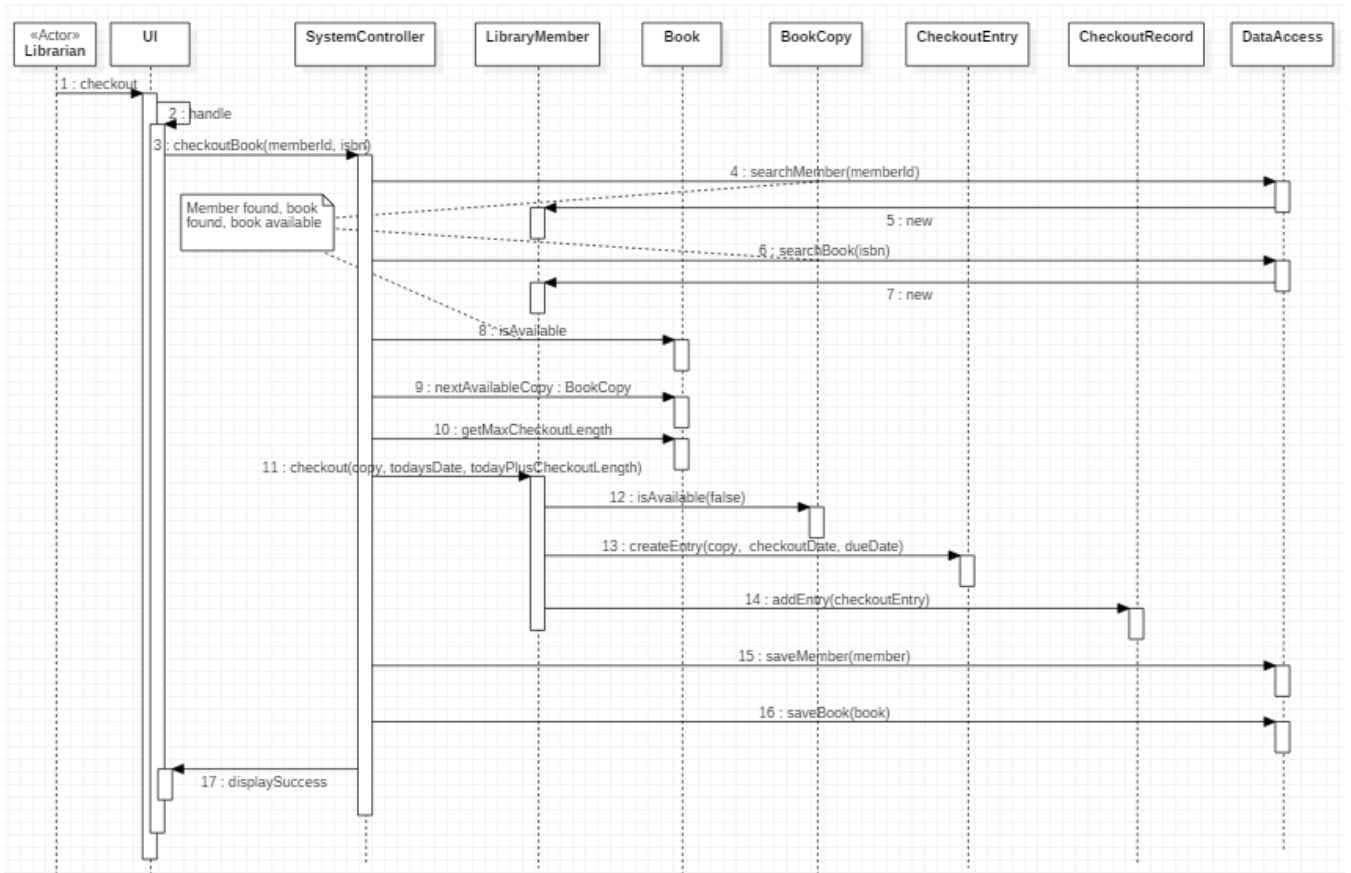 «Actor»
Librarian
UI
SystemController
LibraryMember
Book
BookCopy
CheckoutEntry
CheckoutRecord
DataAccess
1 : checkout
2 : handle
3 : checkoutBook(memberId, isbn)
4 : searchMember(memberId)
Member found, book
found, book available
5 : new
6 : searchBook(isbn)
7 : new
8 : isAvailable
9 : nextAvailableCopy : BookCopy
10 : getMaxCheckoutLength
11 : checkout(copy, todaysDate, todayPlusCheckoutLength)
12 : isAvailable(false)
13 : createEntry(copy,  checkoutDate, dueDate)
14 : addEntry(checkoutEntry)
15 : saveMember(member)
16 : saveBook(book)
17 : displaySuccess